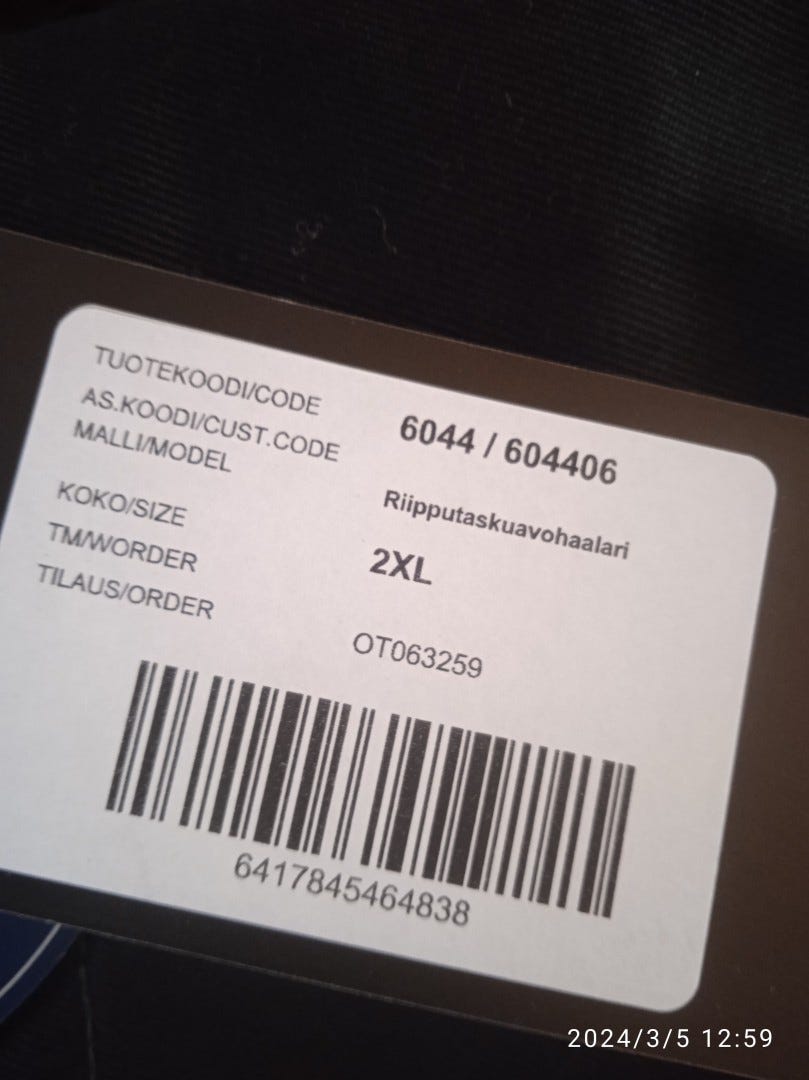 TUOTEKOODI/CODE
6044 / 604406
AS.KOODI/CUST.CODE
MALLI/MODEL
Riipputaskuavohaalari
KOKO/SIZE
2XL
TM/WORDER
TILAUS/ORDER
OT063259
6417845464838
2024/3/5 12:59